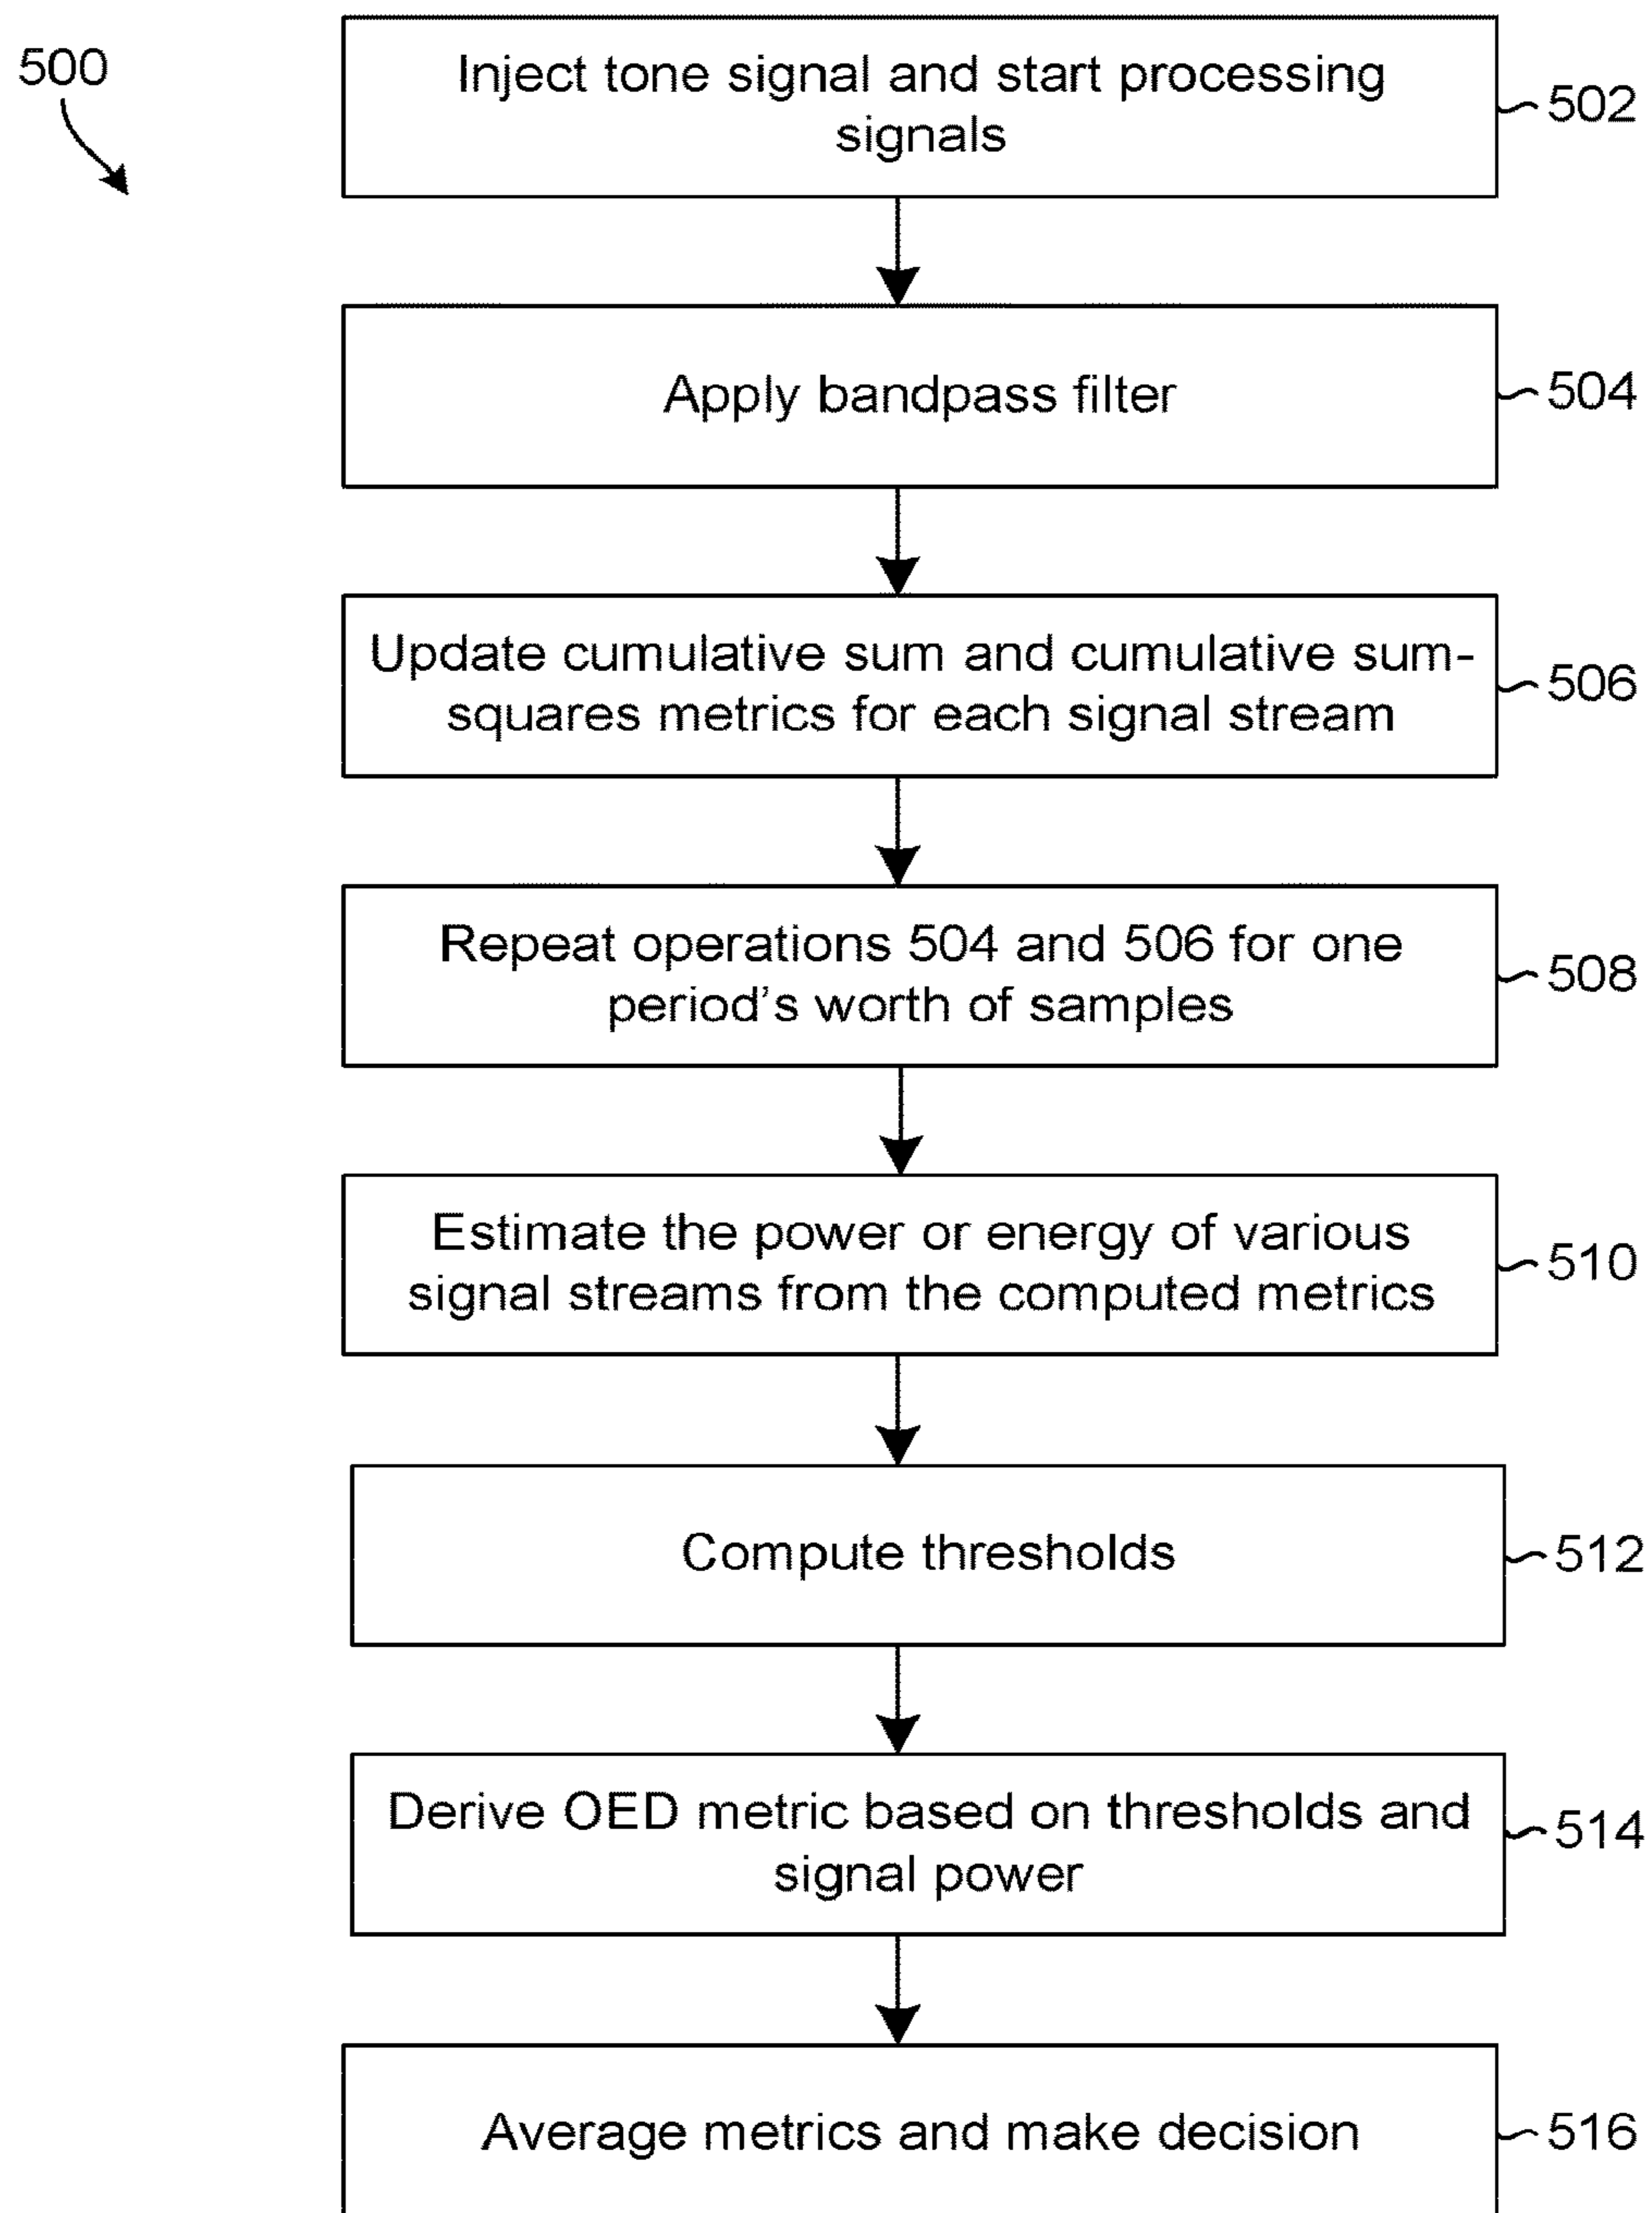 500
Inject tone signal and start processing
signals
502
Apply bandpass filter
504
Update cumulative sum and cumulative sum-
squares metrics for each signal stream
506
Repeat operations 504 and 506 for one
period's worth of samples
508
Estimate the power or energy of various
signal streams from the computed metrics
510
Compute thresholds
512
Derive OED metric based on thresholds and
signal power
514
Average metrics and make decision
516